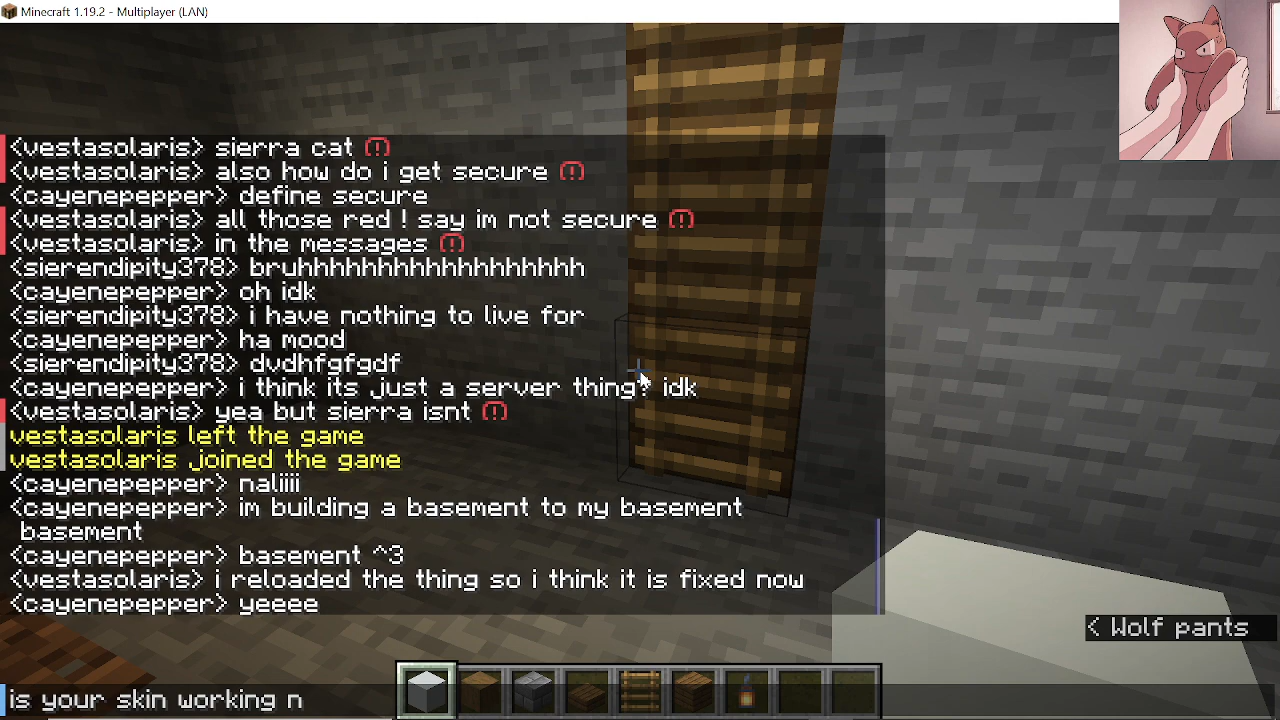 Minecraft 1.19.2 - Multiplayer (LAN)
<vestasolaris> sierra cat (!)
<vestasolaris> also how do i get secure (!)
<cayenepepper> define secure
<vestasolaris> all those red ! say im not secure (!)
<vestasolaris> in the messages (!)
<sierendipity378> bruhhhhhhhhhhhhhhhhhhh
<cayenepepper> oh idk
<sierendipity378> i have nothing to live for
<cayenepepper> ha mood
<sierendipity378> dvdhfgfgdf
<cayenepepper> i think its just a server thing? idk
<vestasolaris> yea but sierra isnt (!)
vestasolaris left the game
vestasolaris joined the game
<cayenepepper> naliiii
<cayenepepper> im building a basement to my basement
basement
<cayenepepper> basement ^3
<vestasolaris> i reloaded the thing so i think it is fixed now
<cayenepepper> yeeee
< Wolf pants
is your skin working n